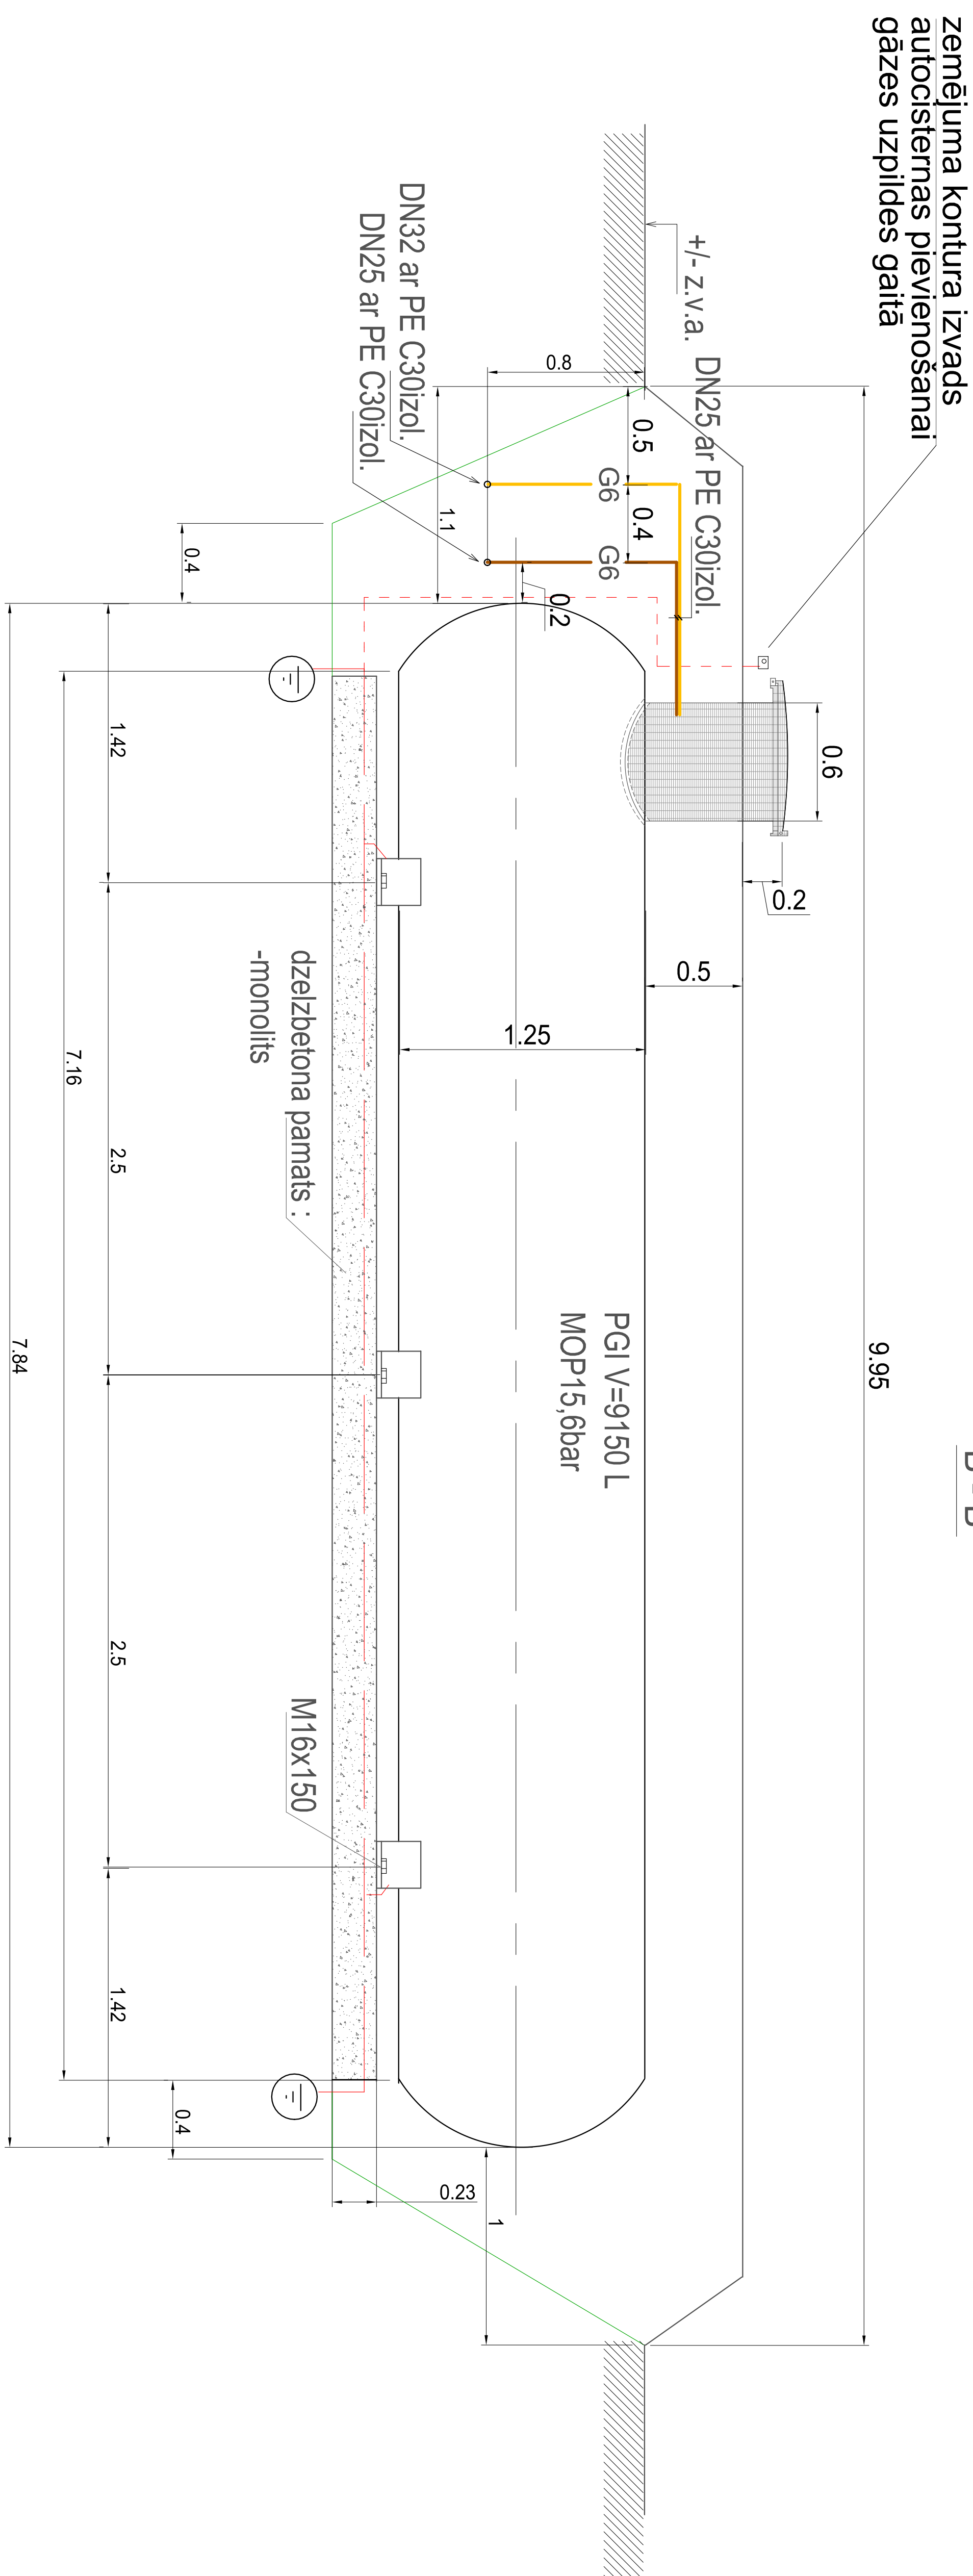 zemējuma kontura izvads
autocisternas pievienošanai
gāzes uzpildes gaitā
9.95
0.6
0.2
+/- z.v.a.
DN25 ar PE C30izol.
0.5
0.8
0.5
0.4
G6
G6
PGI V=9150 L
MOP15,6bar
1.25
DN32 ar PE C30izol.
DN25 ar PE C30izol.
1.1
0.2
1
0.23
0.4
0.4
dzelzbetona pamats :
-monolits
M16x150
1.42
2.5
2.5
1.42
7.16
7.84